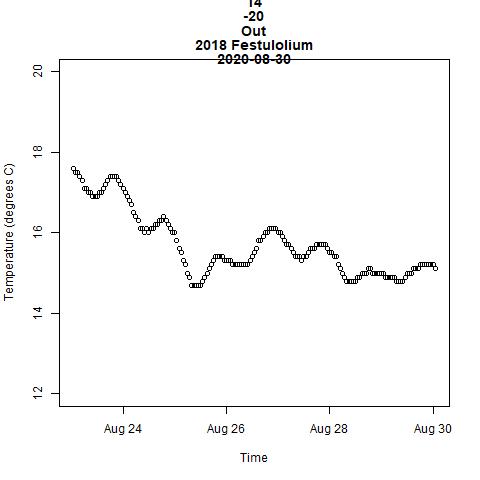 14
-20
Out
2018 Festulolium
2020-08-30
20
18
16
14
12
Temperature (degrees C)
Aug 24
Aug 26
Aug 28
Aug 30
Time